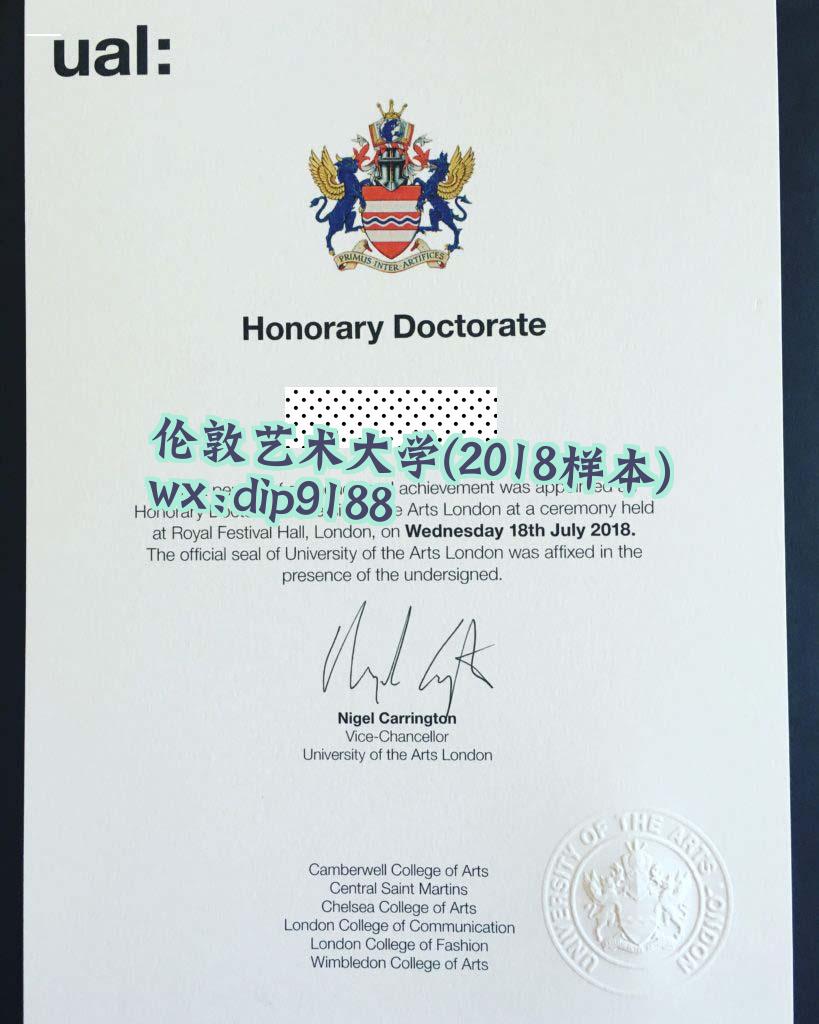 ual:
PRIMUS INTER ARTIFICES
Honorary Doctorate
伦敦艺术大学(2018样本)
wx:dip9188
achievement was appointed
Honorary Arts London at a ceremony held
at Royal Festival Hall, London, on Wednesday 18th July 2018.
The official seal of University of the Arts London was affixed in the
presence of the undersigned.
Nigel Carrington
Vice-Chancellor
University of the Arts London
Camberwell College of Arts
Central Saint Martins
Chelsea College of Arts
London College of Communication
London College of Fashion
Wimbledon College of Arts
UNIVERSITY OF THE ARTS LONDON